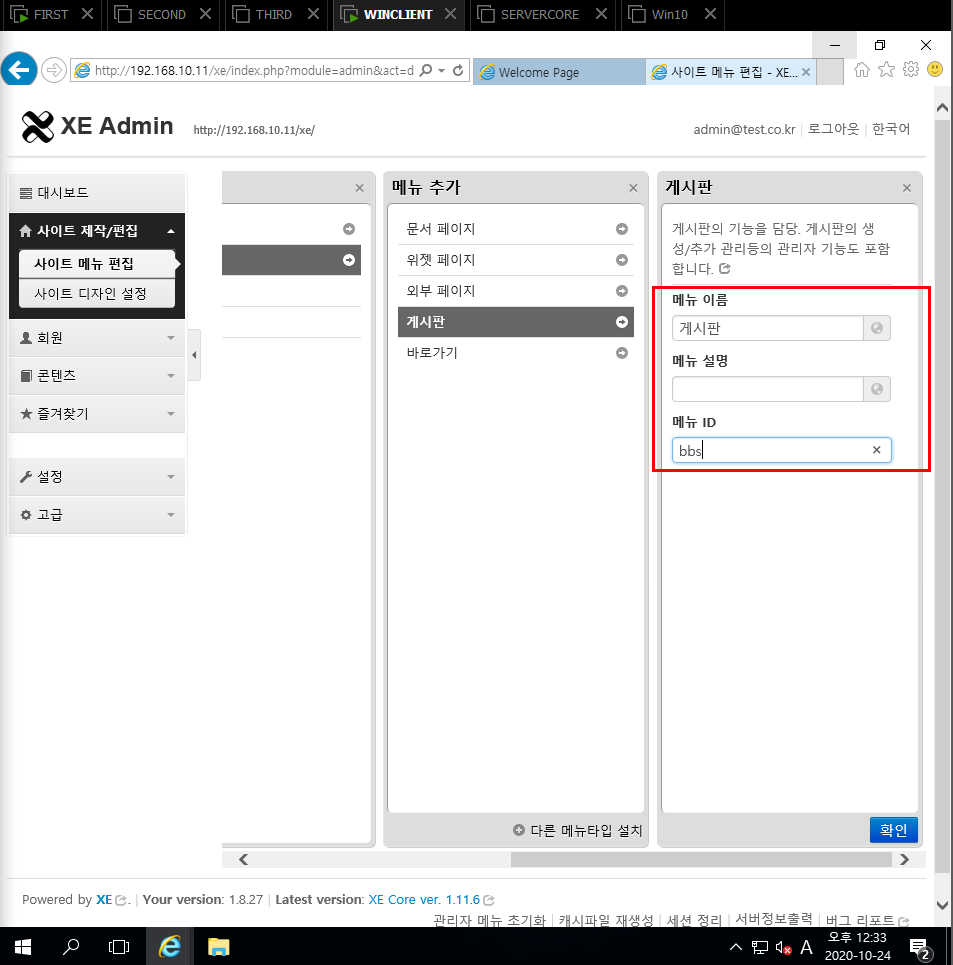 FIRST SECOND THIRD WINCLIENT SERVERCORE Win10
http://192.168.10.11/xe/index.php?module=admin&act=d Welcome Page 사이트 메뉴 편집 - XE...
XE Admin http://192.168.10.11/xe/
admin@test.co.kr | 로그아웃 | 한국어
대시보드
사이트 제작/편집
사이트 메뉴 편집
사이트 디자인 설정
회원
콘텐츠
즐겨찾기
설정
고급
메뉴 추가
문서 페이지
위젯 페이지
외부 페이지
게시판
바로가기
다른 메뉴타입 설치
게시판
게시판의 기능을 담당. 게시판의 생
성/추가 관리등의 관리자 기능도 포함
합니다.
메뉴 이름
게시판
메뉴 설명
메뉴 ID
bbs
확인
Powered by XE. | Your version: 1.8.27 | Latest version: XE Core ver. 1.11.6
관리자 메뉴 초기화 | 캐시파일 재생성 | 세션 정리 | 서버정보출력 | 버그 리포트
A 오후 12:33
2020-10-24 2